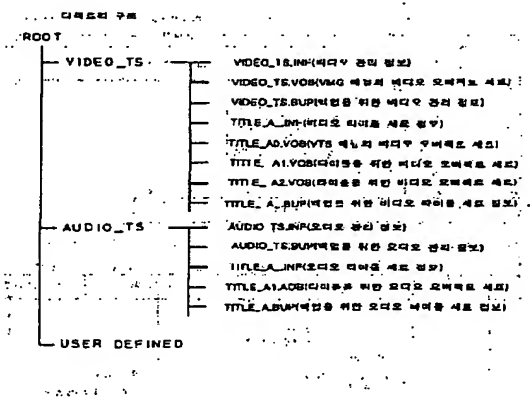 디렉토리 구조
ROOT
VIDEO_TS
VIDEO_TS.INF(비디오 관리 정보)
VIDEO_TS.VOB(VMG 메뉴의 비디오 오브젝트 세트)
VIDEO_TS.BUP(백업을 위한 비디오 관리 정보)
TITLE_A_.INF(비디오 타이틀 세트 정보)
TITLE_A0.VOB(VTS 메뉴의 비디오 오브젝트 세트)
TITLE_A1.VOB(타이틀을 위한 비디오 오브젝트 세트)
TITLE_A2.VOB(타이틀을 위한 비디오 오브젝트 세트)
TITLE_A_.BUP(백업을 위한 비디오 타이틀 세트 정보)
AUDIO_TS
AUDIO TS.INF(오디오 관리 정보)
AUDIO_TS.BUP(백업를 위한 오디오 관리 정보)
TITLE_A_.INF(오디오 타이틀 세트 정보)
TITLE_A1.AOB(타이틀을 위한 오디오 오브젝트 세트)
TITLE_A.BUP(백업을 위한 오디오 타이틀 세트 정보)
USER DEFINED